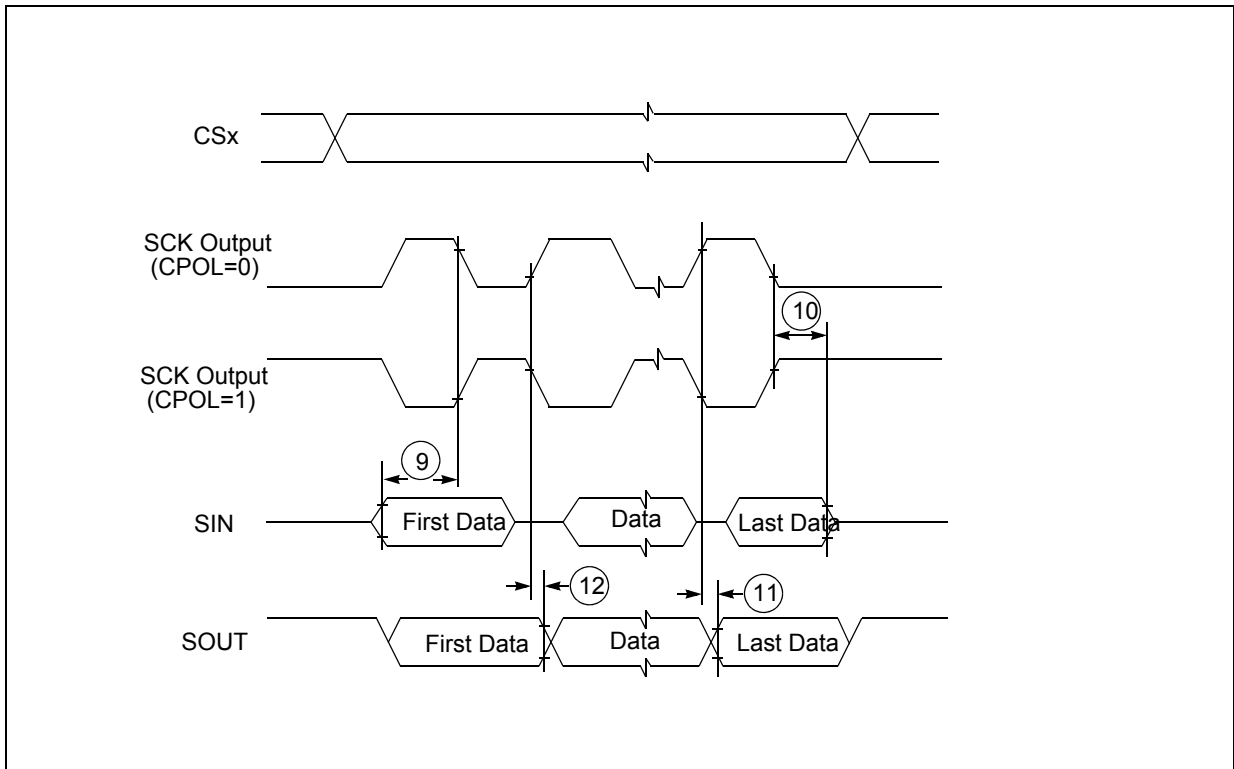 CSx
SCK Output
(CPOL=0)
10
SCK Output
(CPOL=1)
9
SIN
First Data
Data
Last Data
12
11
SOUT
First Data
Data
Last Data